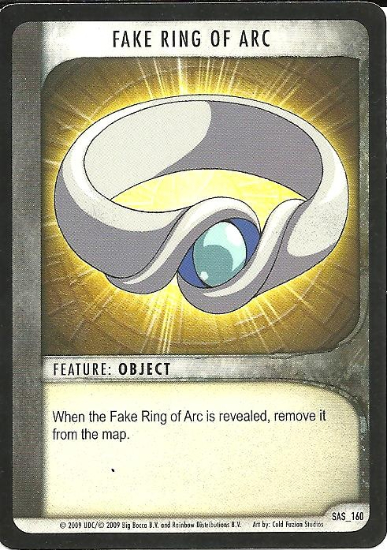 FAKE RING OF ARC
FEATURE: OBJECT
When the Fake Ring of Arc is revealed, remove it
from the map.
SAS_160
© 2009 UDC/© 2009 Big Bocca B.V. and Rainbow Distributions B.V. Art by: Cold Fusion Studios